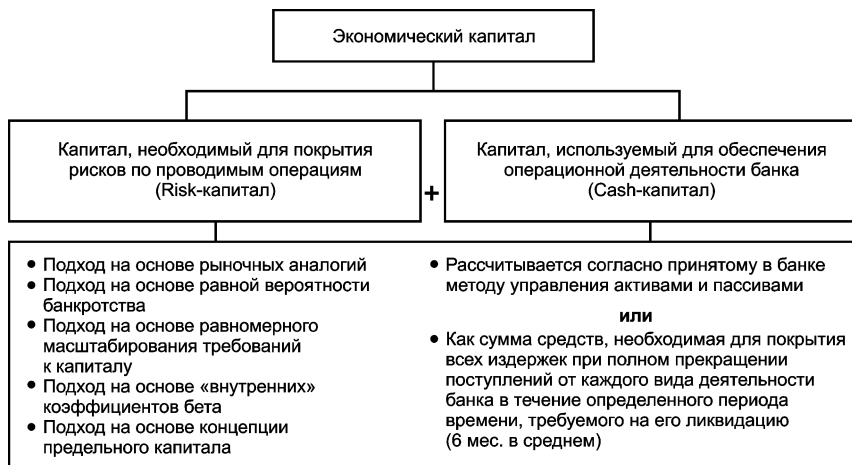 Экономический капитал
Капитал, необходимый для покрытия
рисков по проводимым операциям
(Risk-капитал)
+
Капитал, используемый для обеспечения
операционной деятельности банка
(Cash-капитал)
• Подход на основе рыночных аналогий
• Подход на основе равной вероятности
банкротства
• Подход на основе равномерного
масштабирования требований
к капиталу
• Подход на основе «внутренних»
коэффициентов бета
• Подход на основе концепции
предельного капитала
• Рассчитывается согласно принятому в банке
методу управления активами и пассивами
или
• Как сумма средств, необходимая для покрытия
всех издержек при полном прекращении
поступлений от каждого вида деятельности
банка в течение определенного периода
времени, требуемого на его ликвидацию
(6 мес. в среднем)